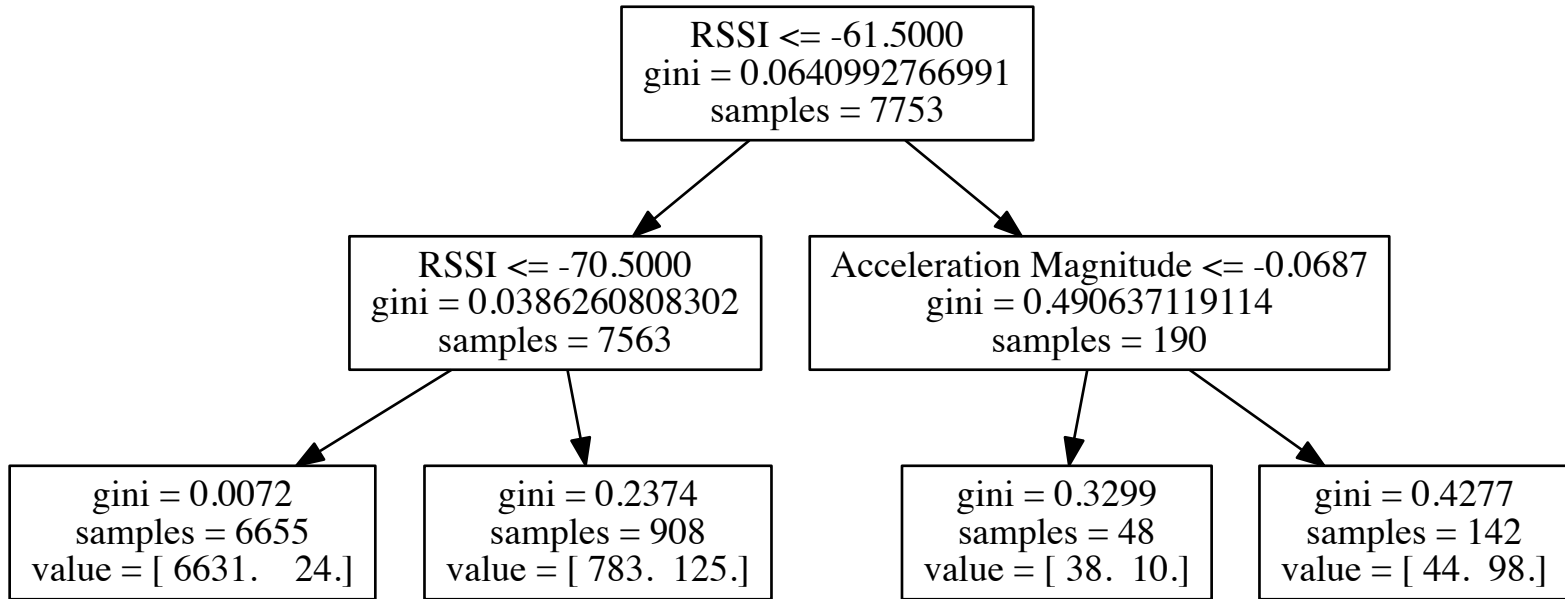 RSSI <= -61.5000
gini = 0.0640992766991
samples = 7753
RSSI <= -70.5000
gini = 0.0386260808302
samples = 7563
Acceleration Magnitude <= -0.0687
gini = 0.490637119114
samples = 190
gini = 0.0072
samples = 6655
value = [ 6631.    24.]
gini = 0.2374
samples = 908
value = [ 783.  125.]
gini = 0.3299
samples = 48
value = [ 38.  10.]
gini = 0.4277
samples = 142
value = [ 44.  98.]